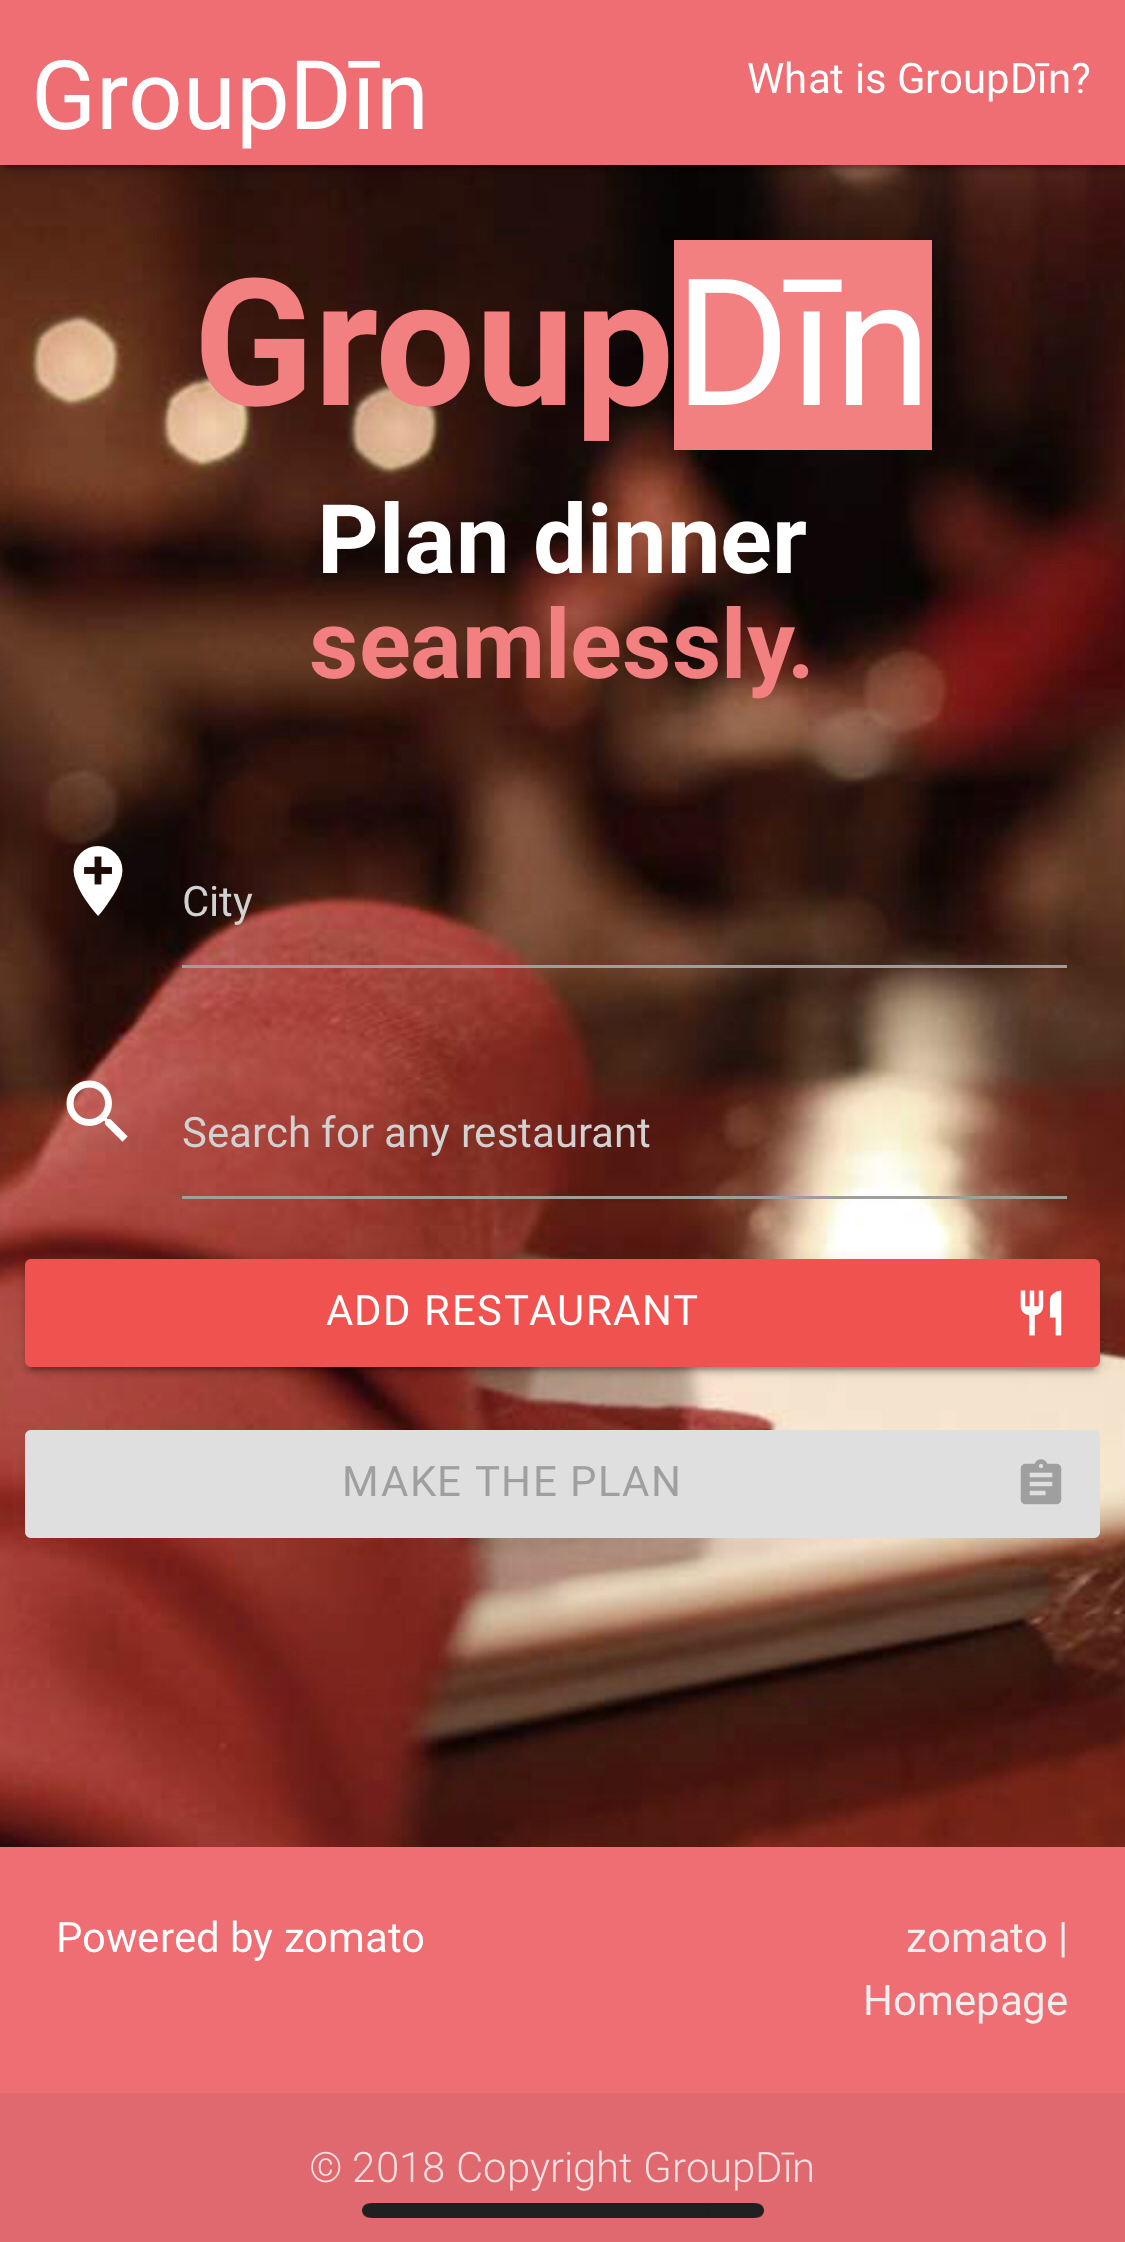 GroupDīn
What is GroupDīn?
GroupDīn
Plan dinner
seamlessly.
City
Search for any restaurant
ADD RESTAURANT
MAKE THE PLAN
Powered by zomato
zomato |
Homepage
© 2018 Copyright GroupDīn